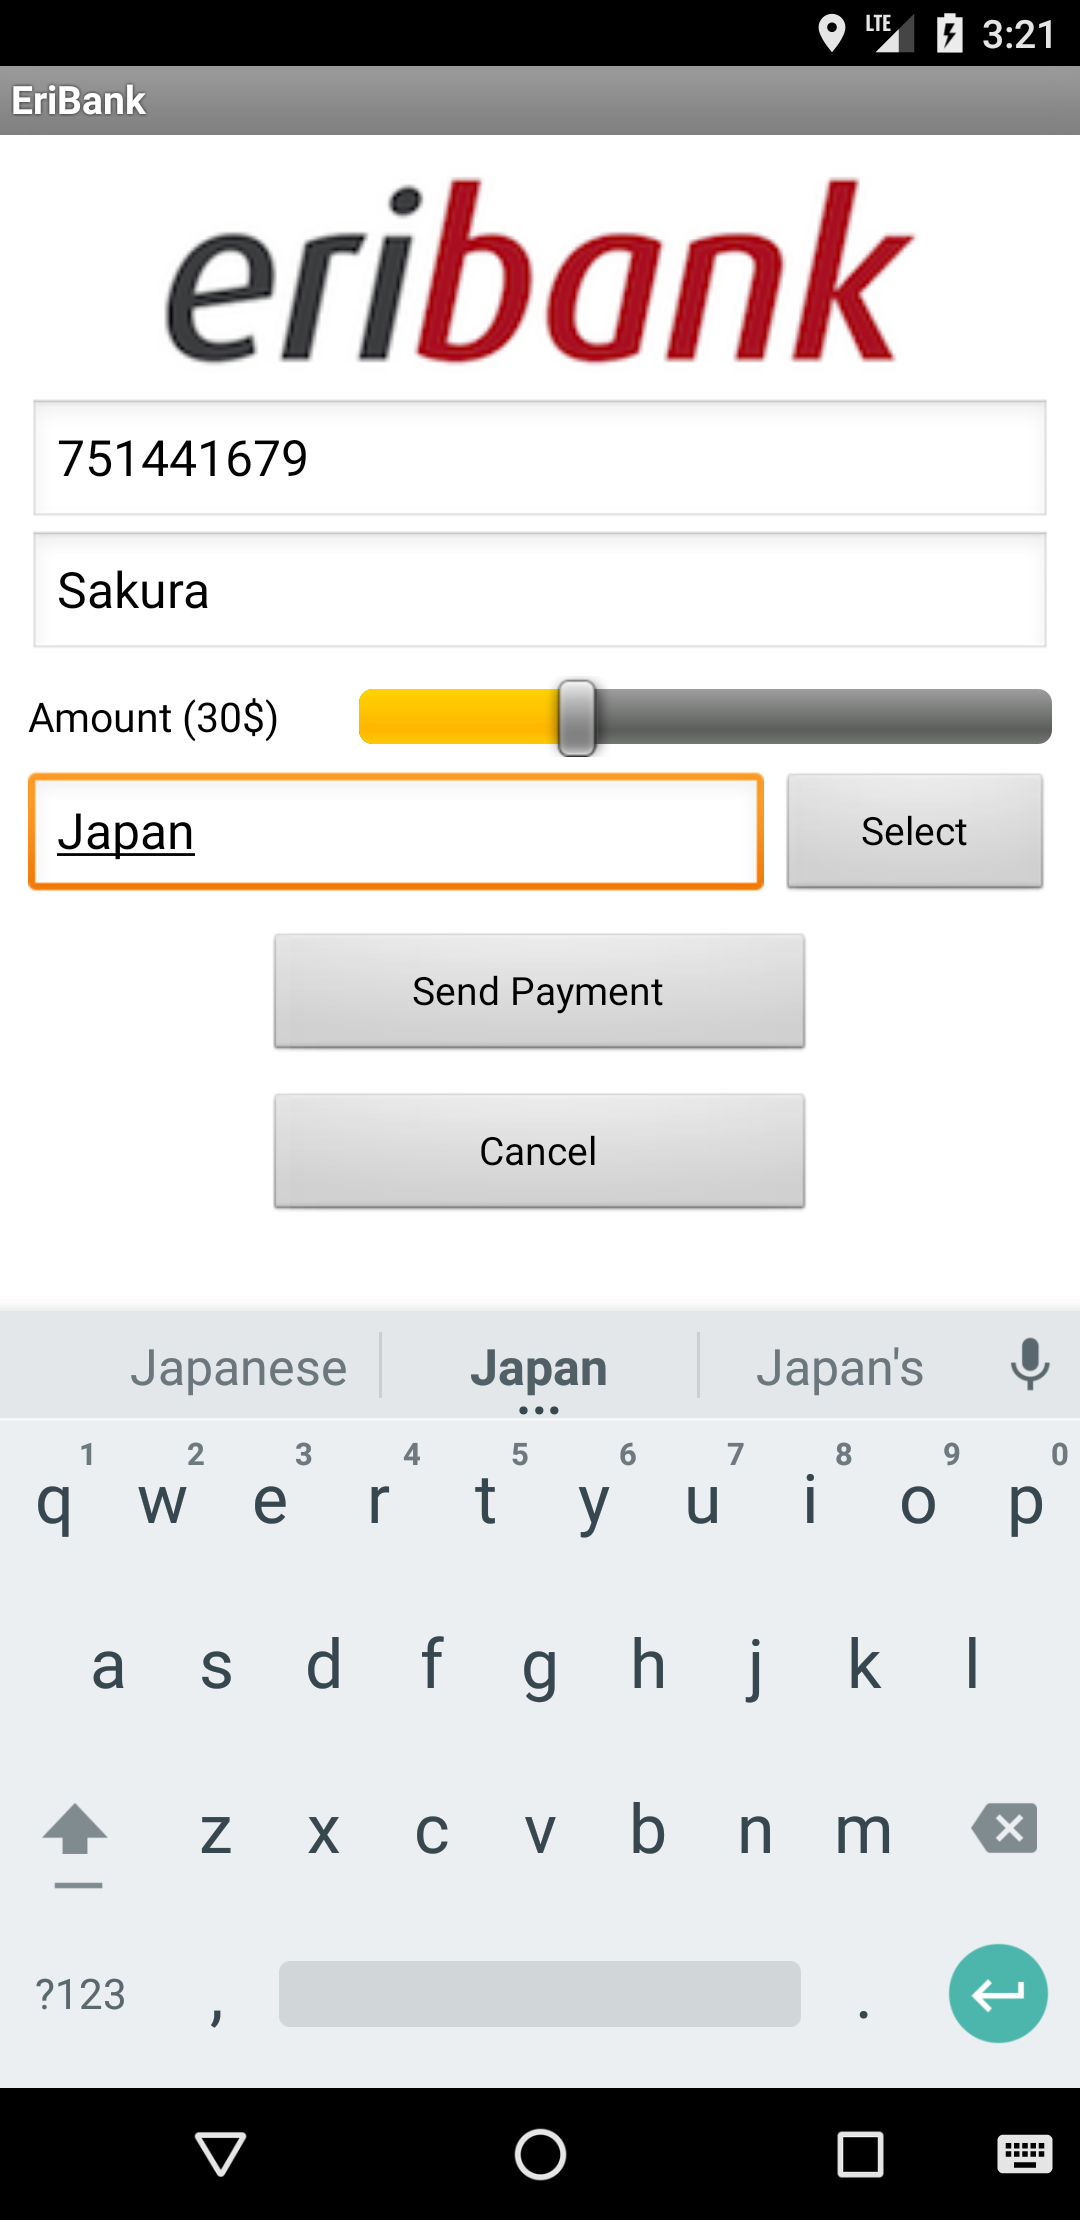 LTE 3:21
EriBank
eribank
751441679
Sakura
Amount (30$)
Japan Select
Send Payment
Cancel
Japanese Japan Japan's
1 2 3 4 5 6 7 8 9 0
q w e r t y u i o p
a s d f g h j k l
z x c v b n m
?123 , .